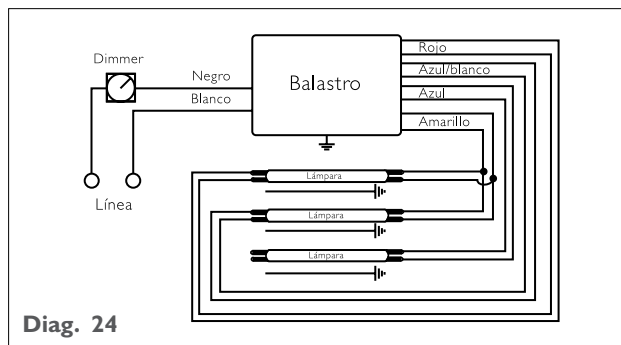 Dimmer
Negro
Blanco
Balastro
Rojo
Azul/blanco
Azul
Amarillo
Línea
Lámpara
Lámpara
Lámpara
Diag. 24